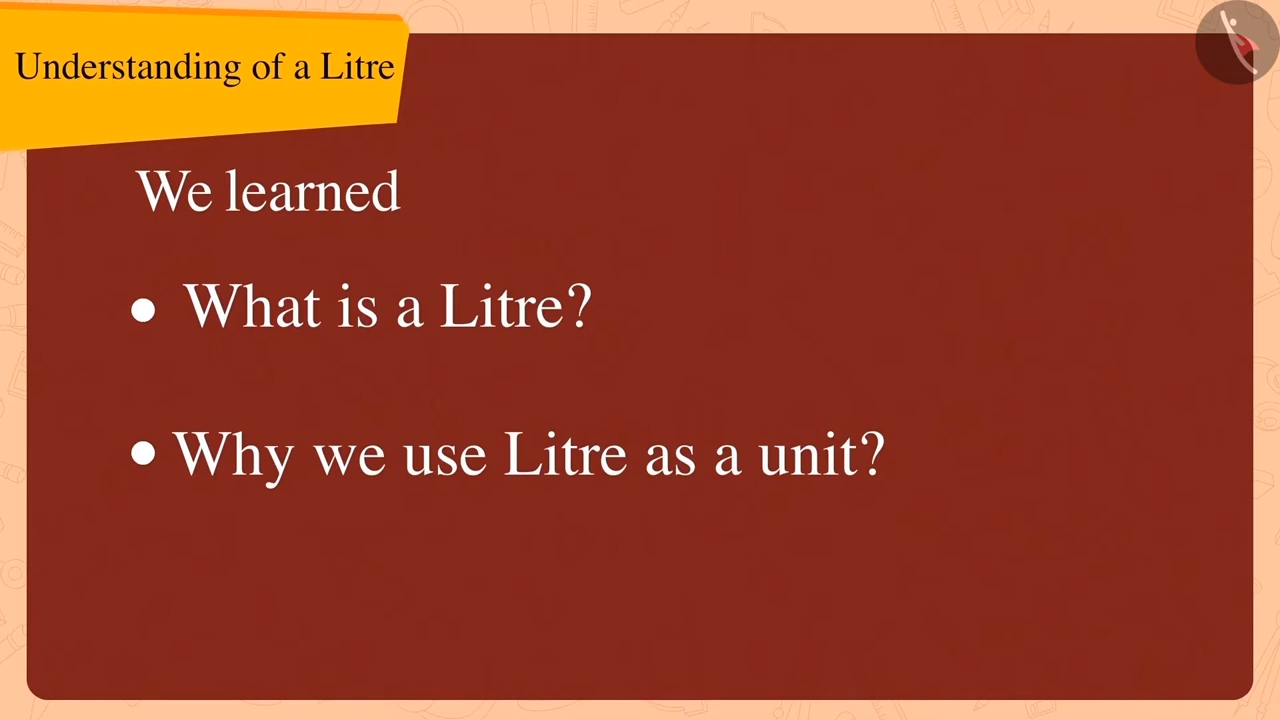 Understanding of a Litre
We learned
• What is a Litre?
• Why we use Litre as a unit?